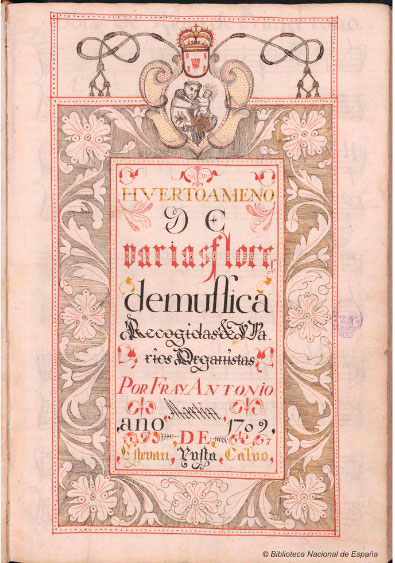 HVERTO AMENO
DE
varias flores
de mussica
Recogidas de Va
rios Organistas
POR FRAY ANTONIO
Martin
ano 1709.
DE
Estevan Yusta Calvo
© Biblioteca Nacional de España